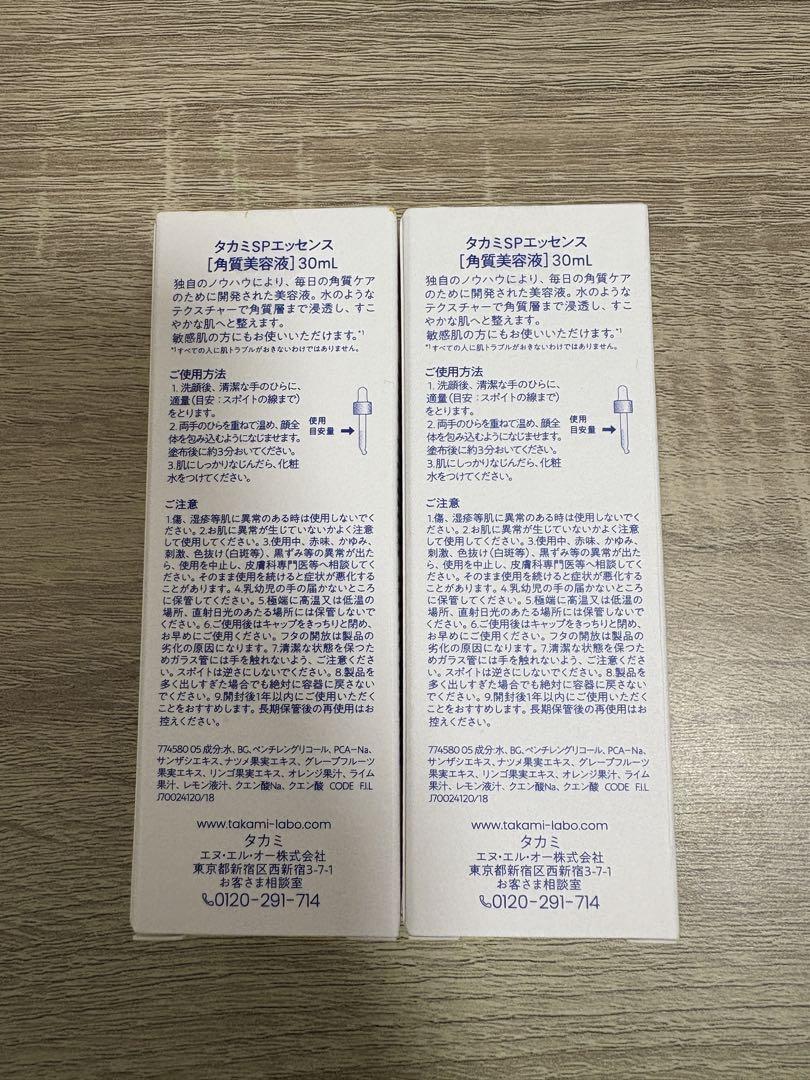 タカミSPエッセンス
[角質美容液] 30mL
独自のノウハウにより、毎日の角質ケア
のために開発された美容液。水のような
テクスチャーで角質層まで浸透し、すこ
やかな肌へと整えます。
敏感肌の方にもお使いいただけます。*1
*1すべての人に肌トラブルがおきないわけではありません。
ご使用方法
1. 洗顔後、清潔な手のひらに、
適量(目安:スポイトの線まで)
をとります。
2. 両手のひらを重ねて温め、顔全
体を包み込むようになじませます。
塗布後に約3分おいてください。
3. 肌にしっかりなじんだら、化粧
水をつけてください。
使用
目安量
ご注意
1.傷、湿疹等肌に異常のある時は使用しないでく
ださい。2.お肌に異常が生じていないかよく注意
して使用してください。3.使用中、赤味、かゆみ、
刺激、色抜け(白斑等)、黒ずみ等の異常が出た
ら、使用を中止し、皮膚科専門医等へ相談してく
ださい。そのまま使用を続けると症状が悪化する
ことがあります。4.乳幼児の手の届かないところ
に保管してください。5.極端に高温又は低温の
場所、直射日光のあたる場所には保管しないで
ください。6.ご使用後はキャップをきっちりと閉め、
お早めにご使用ください。フタの開放は製品の
劣化の原因になります。7.清潔な状態を保つた
めガラス管には手を触れないよう、ご注意くださ
い。スポイトは逆さにしないでください。8.製品を
多く出しすぎた場合でも絶対に容器に戻さない
でください。9.開封後1年以内にご使用いただく
ことをおすすめします。長期保管後の再使用はお
控えください。
774580 05 成分:水、BG、ペンチレングリコール、PCA-Na、
サンザシエキス、ナツメ果実エキス、グレープフルーツ
果実エキス、リンゴ果実エキス、オレンジ果汁、ライム
果汁、レモン液汁、クエン酸Na、クエン酸 CODE F.I.L
J70024120/18
www.takami-labo.com
タカミ
エヌ・エル・オー株式会社
東京都新宿区西新宿3-7-1
お客さま相談室
0120-291-714
タカミSPエッセンス
[角質美容液] 30mL
独自のノウハウにより、毎日の角質ケア
のために開発された美容液。水のような
テクスチャーで角質層まで浸透し、すこ
やかな肌へと整えます。
敏感肌の方にもお使いいただけます。*1
*1すべての人に肌トラブルがおきないわけではありません。
ご使用方法
1. 洗顔後、清潔な手のひらに、
適量(目安:スポイトの線まで)
をとります。
2. 両手のひらを重ねて温め、顔全
体を包み込むようになじませます。
塗布後に約3分おいてください。
3. 肌にしっかりなじんだら、化粧
水をつけてください。
使用
目安量
ご注意
1.傷、湿疹等肌に異常のある時は使用しないでく
ださい。2.お肌に異常が生じていないかよく注意
して使用してください。3.使用中、赤味、かゆみ、
刺激、色抜け(白斑等)、黒ずみ等の異常が出た
ら、使用を中止し、皮膚科専門医等へ相談してく
ださい。そのまま使用を続けると症状が悪化する
ことがあります。4.乳幼児の手の届かないところ
に保管してください。5.極端に高温又は低温の
場所、直射日光のあたる場所には保管しないで
ください。6.ご使用後はキャップをきっちりと閉め、
お早めにご使用ください。フタの開放は製品の
劣化の原因になります。7.清潔な状態を保つた
めガラス管には手を触れないよう、ご注意くださ
い。スポイトは逆さにしないでください。8.製品を
多く出しすぎた場合でも絶対に容器に戻さない
でください。9.開封後1年以内にご使用いただく
ことをおすすめします。長期保管後の再使用はお
控えください。
774580 05 成分:水、BG、ペンチレングリコール、PCA-Na、
サンザシエキス、ナツメ果実エキス、グレープフルーツ
果実エキス、リンゴ果実エキス、オレンジ果汁、ライム
果汁、レモン液汁、クエン酸Na、クエン酸 CODE F.I.L
J70024120/18
www.takami-labo.com
タカミ
エヌ・エル・オー株式会社
東京都新宿区西新宿3-7-1
お客さま相談室
0120-291-714